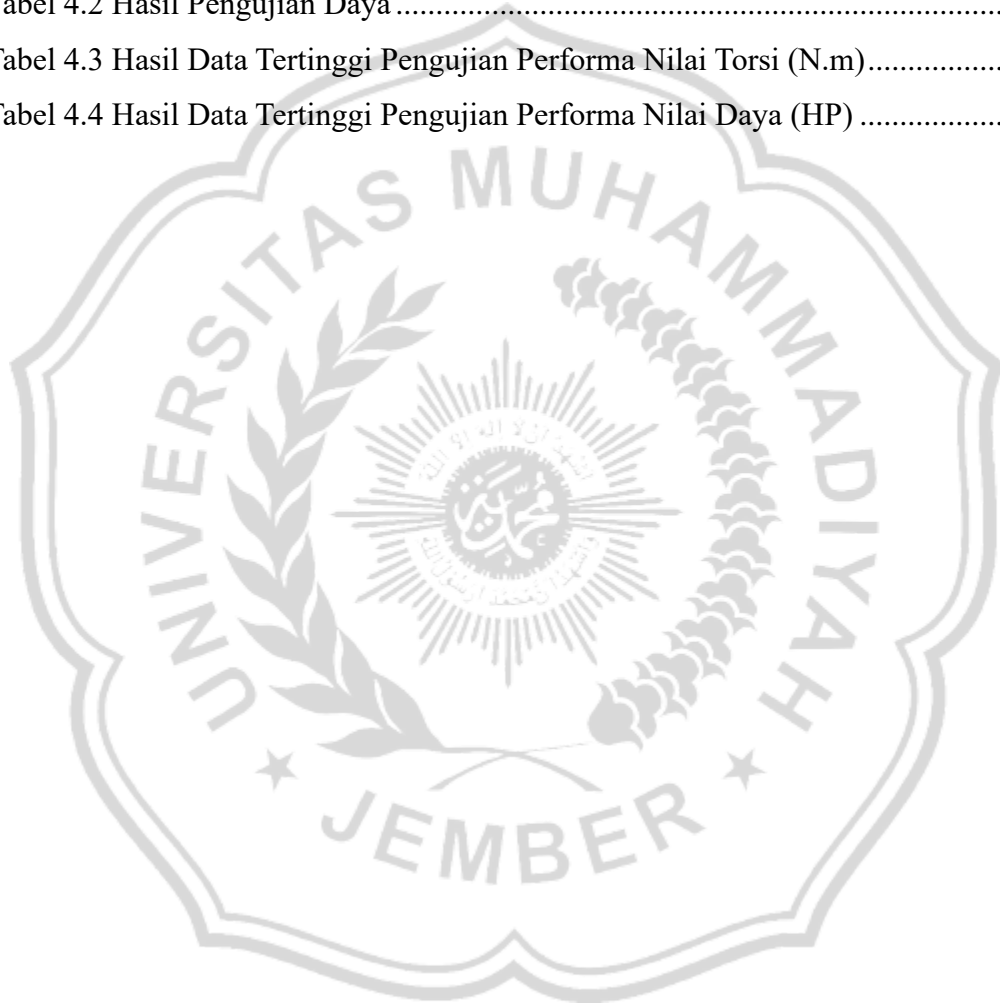 Tabel 4.2 Hasil Pengujian Daya ............................................................................
Tabel 4.3 Hasil Data Tertinggi Pengujian Performa Nilai Torsi (N.m) .................
Tabel 4.4 Hasil Data Tertinggi Pengujian Performa Nilai Daya (HP) ..................
UNIVERSITAS MUHAMMADIYAH
JEMBER